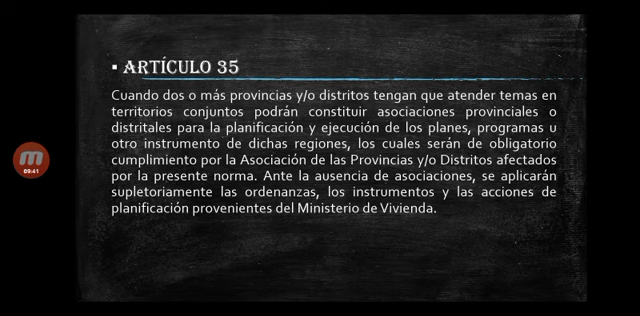 ▪ ARTÍCULO 35
Cuando dos o más provincias y/o distritos tengan que atender temas en
territorios conjuntos podrán constituir asociaciones provinciales o
distritales para la planificación y ejecución de los planes, programas u
otro instrumento de dichas regiones, los cuales serán de obligatorio
cumplimiento por la Asociación de las Provincias y/o Distritos afectados
por la presente norma. Ante la ausencia de asociaciones, se aplicarán
supletoriamente las ordenanzas, los instrumentos y las acciones de
planificación provenientes del Ministerio de Vivienda.
09:41